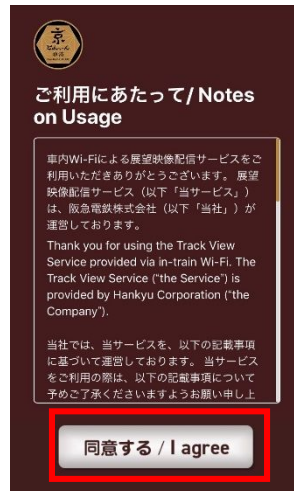 京
ご利用にあたって/ Notes
on Usage
車内Wi-Fiによる展望映像配信サービスをご
利用いただきありがとうございます。 展望
映像配信サービス（以下「当サービス」）
は、阪急電鉄株式会社（以下「当社」）が
運営しております。
Thank you for using the Track View
Service provided via in-train Wi-Fi. The
Track View Service (“the Service”) is
provided by Hankyu Corporation (“the
Company”).
当社では、当サービスを、以下の記載事項
に基づいて運営しております。 当サービス
をご利用の際は、以下の記載事項について
予めご了承くださいますようお願い申し上
同意する / I agree